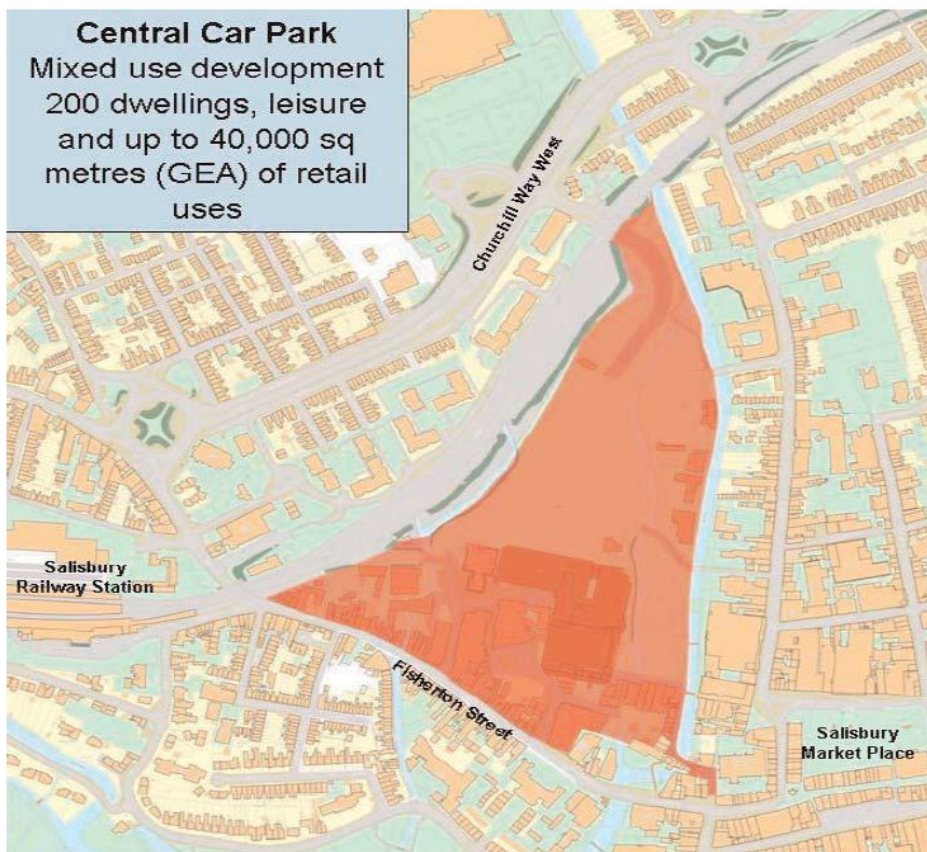 Central Car Park
Mixed use development
200 dwellings, leisure
and up to 40,000 sq
metres (GEA) of retail
uses
Churchill Way West
Salisbury
Railway Station
Fisherton Street
Salisbury
Market Place